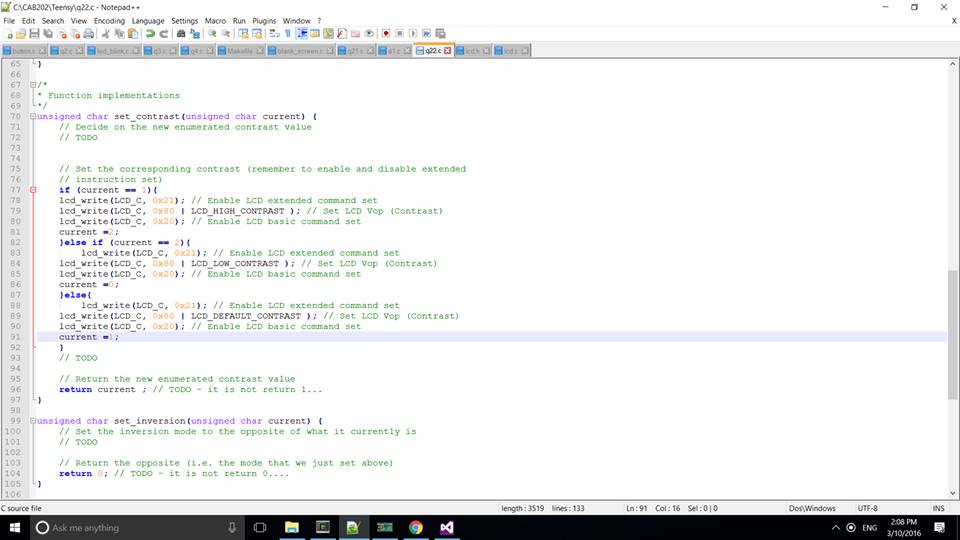 C:\CAB202\Teensy\q22.c - Notepad++
File Edit Search View Encoding Language Settings Macro Run Plugins Window ?
button.c q2.c led_blink.c q3.c q4.c Makefile blank_screen.c q21.c a1.c q22.c lcd.h lcd.c
65 }
66
67 /*
68 * Function implementations
69 */
70 unsigned char set_contrast(unsigned char current) {
71 // Decide on the new enumerated contrast value
72 // TODO
73
74
75 // Set the corresponding contrast (remember to enable and disable extended
76 // instruction set)
77 if (current == 1){
78 lcd_write(LCD_C, 0x21); // Enable LCD extended command set
79 lcd_write(LCD_C, 0x80 | LCD_HIGH_CONTRAST ); // Set LCD Vop (Contrast)
80 lcd_write(LCD_C, 0x20); // Enable LCD basic command set
81 current =2;
82 }else if (current == 2){
83 lcd_write(LCD_C, 0x21); // Enable LCD extended command set
84 lcd_write(LCD_C, 0x80 | LCD_LOW_CONTRAST ); // Set LCD Vop (Contrast)
85 lcd_write(LCD_C, 0x20); // Enable LCD basic command set
86 current =0;
87 }else{
88 lcd_write(LCD_C, 0x21); // Enable LCD extended command set
89 lcd_write(LCD_C, 0x80 | LCD_DEFAULT_CONTRAST ); // Set LCD Vop (Contrast)
90 lcd_write(LCD_C, 0x20); // Enable LCD basic command set
91 current =1;
92 }
93 // TODO
94
95 // Return the new enumerated contrast value
96 return current ; // TODO - it is not return 1...
97 }
98
99 unsigned char set_inversion(unsigned char current) {
100 // Set the inversion mode to the opposite of what it currently is
101 // TODO
102
103 // Return the opposite (i.e. the mode that we just set above)
104 return 0; // TODO - it is not return 0....
105 }
106
C source file length : 3519 lines : 133 Ln : 91 Col : 16 Sel : 0 | 0 Dos\Windows UTF-8 INS
Ask me anything ENG 2:08 PM
3/10/2016